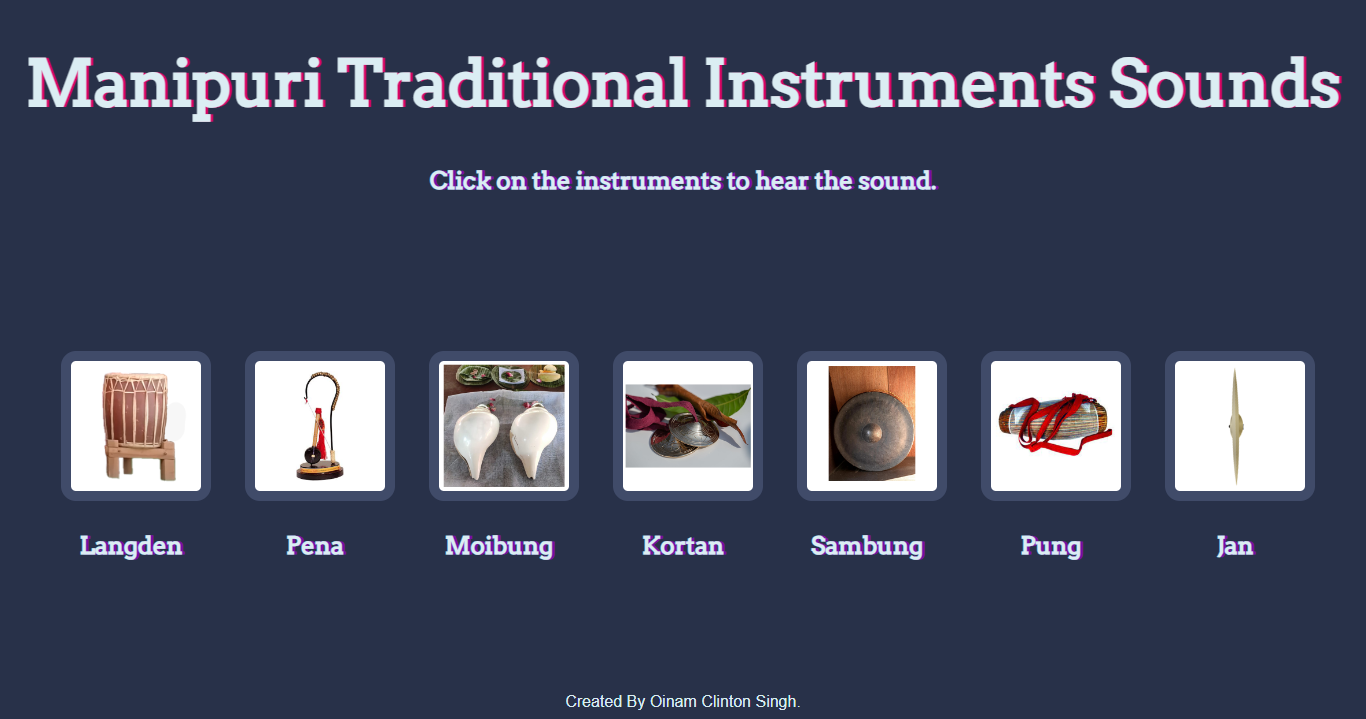 Manipuri Traditional Instruments Sounds
Click on the instruments to hear the sound.
Langden
Pena
Moibung
Kortan
Sambung
Pung
Jan
Created By Oinam Clinton Singh.